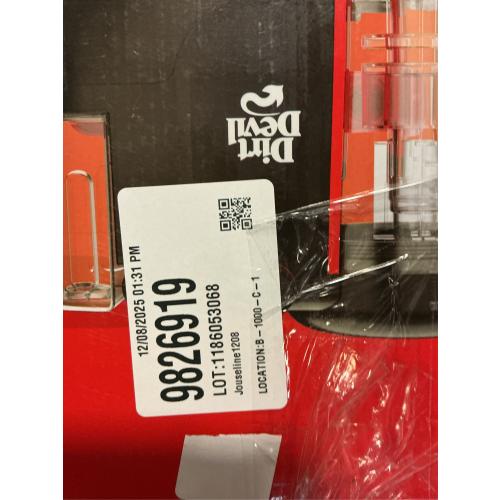 Dirt
Devil
12/08/2025 01:31 PM
9826919
LOT:1186053068
Jouseline1208
LOCATION:B-1000-C-1